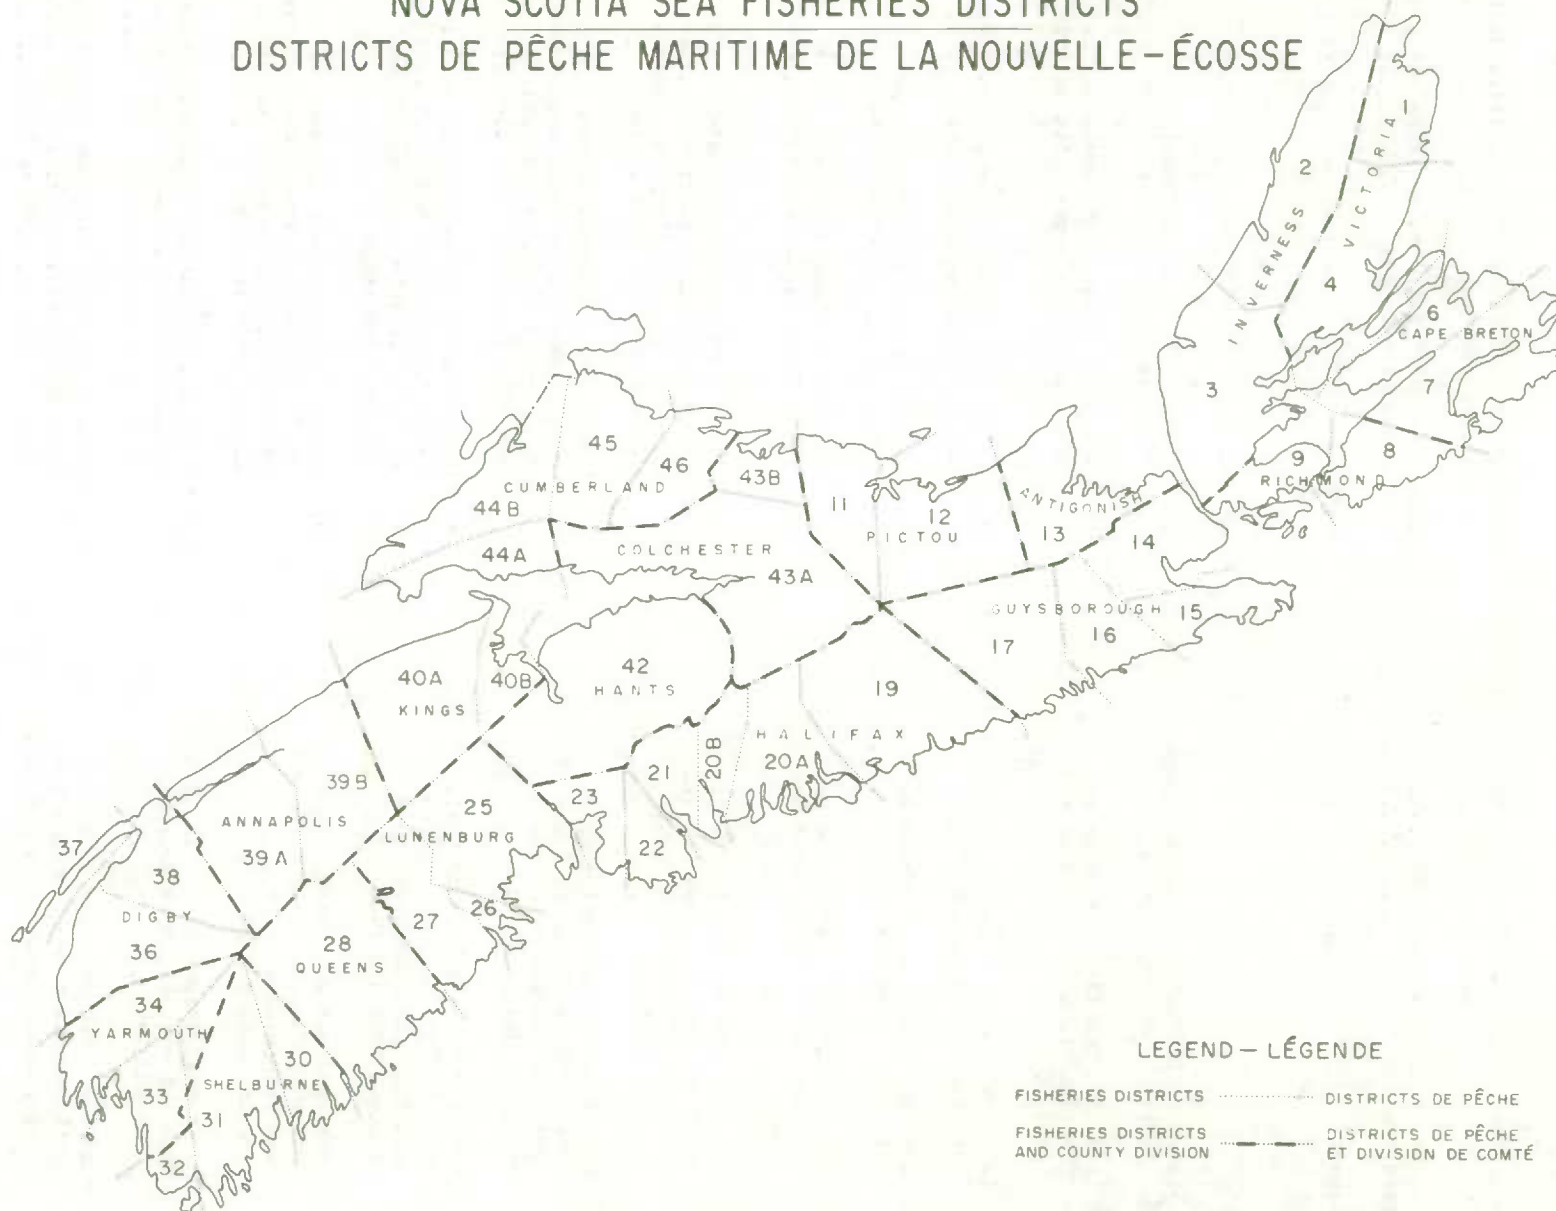 NOVA SCOTIA SEA FISHERIES DISTRICTS
DISTRICTS DE PÊCHE MARITIME DE LA NOUVELLE-ÉCOSSE
1
2
VICTORIA
INVERNESS
4
6
CAPE BRETON
3
7
8
9
RICHMOND
45
46
43B
CUMBERLAND
44B
44A
COLCHESTER
43A
11
12
PICTOU
ANTIGONISH
13
14
GUYSBOROUGH
15
16
17
40A
40B
KINGS
42
HANTS
19
HALIFAX
20A
20B
21
22
23
39B
25
LUNENBURG
ANNAPOLIS
39A
37
38
DIGBY
36
26
27
28
QUEENS
34
YARMOUTH
33
30
SHELBURNE
31
32
LEGEND – LÉGENDE
FISHERIES DISTRICTS DISTRICTS DE PÊCHE
FISHERIES DISTRICTS DISTRICTS DE PÊCHE
AND COUNTY DIVISION ET DIVISION DE COMTÉ